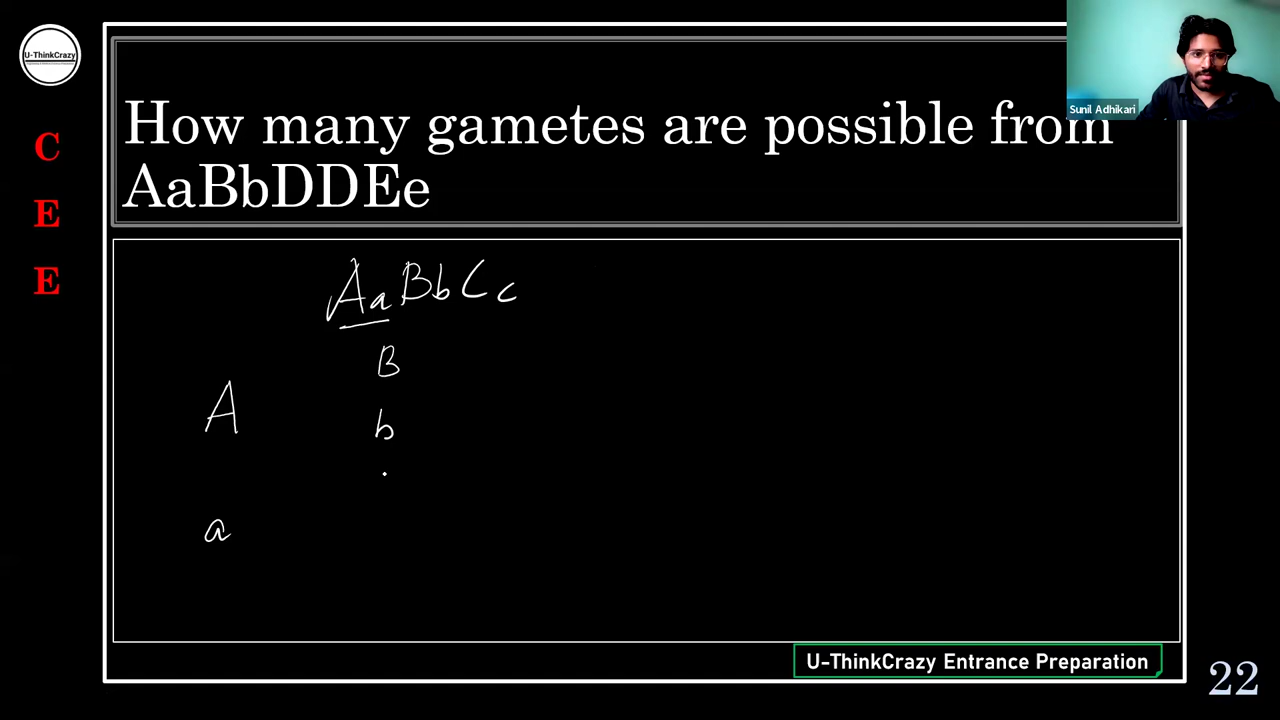 U-ThinkCrazy
C
E
E
How many gametes are possible from
AaBbDDEe
Sunil Adhikari
AaBbCc
B
A
b
a
U-ThinkCrazy Entrance Preparation
22